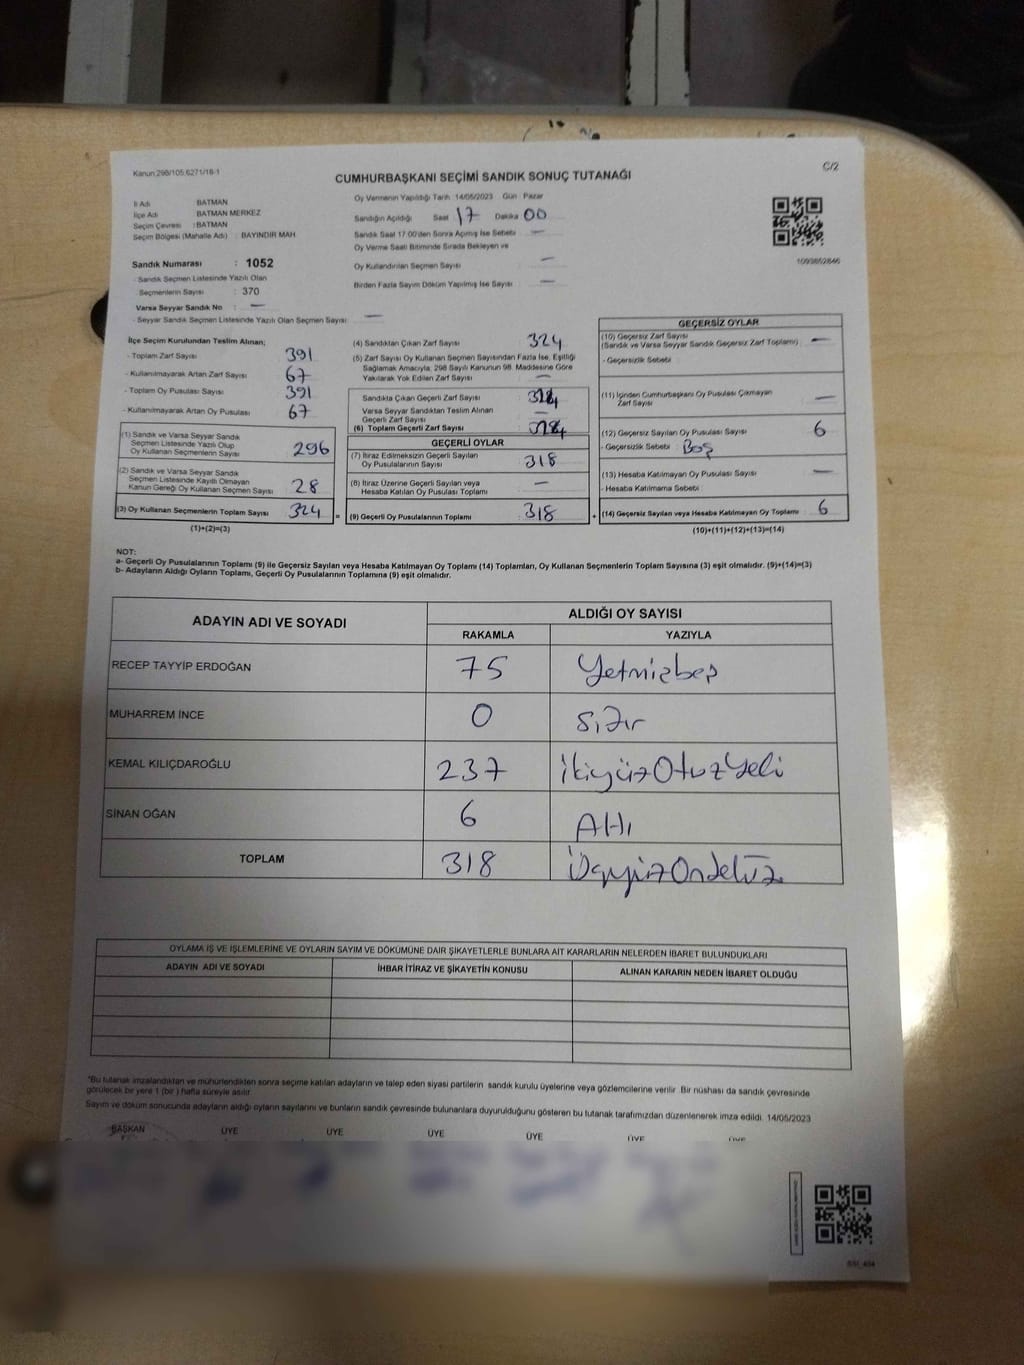 Kanun:298/105,6271/18-1
C/2
CUMHURBAŞKANI SEÇİMİ SANDIK SONUÇ TUTANAĞI
İl Adı BATMAN
İlçe Adı BATMAN MERKEZ
Seçim Çevresi :BATMAN
Seçim Bölgesi (Mahalle Adı) : BAYINDIR MAH
Oy Vermenin Yapıldığı Tarih 14/05/2023 Gün Pazar
Sandığın Açıldığı Saat 17 Dakika 00
Sandık Saat 17.00'den Sonra Açılmış İse Sebebi —
Oy Verme Saati Bitiminde Sırada Bekleyen ve
Oy Kullandırılan Seçmen Sayısı —
Birden Fazla Sayım Döküm Yapılmış İse Sayısı —
1093852846
Sandık Numarası : 1052
- Sandık Seçmen Listesinde Yazılı Olan
Seçmenlerin Sayısı : 370
Varsa Seyyar Sandık No —
- Seyyar Sandık Seçmen Listesinde Yazılı Olan Seçmen Sayısı —
İlçe Seçim Kurulundan Teslim Alınan;
- Toplam Zarf Sayısı 391
- Kullanılmayarak Artan Zarf Sayısı 67
- Toplam Oy Pusulası Sayısı 391
- Kullanılmayarak Artan Oy Pusulası 67
(1) Sandık ve Varsa Seyyar Sandık
Seçmen Listesinde Yazılı Olup
Oy Kullanan Seçmenlerin Sayısı 296
(2) Sandık ve Varsa Seyyar Sandık
Seçmen Listesinde Kayıtlı Olmayan
Kanun Gereği Oy Kullanan Seçmen Sayısı 28
(3) Oy Kullanan Seçmenlerin Toplam Sayısı 324
(1)+(2)=(3)
(4) Sandıktan Çıkan Zarf Sayısı 324
(5) Zarf Sayısı Oy Kullanan Seçmen Sayısından Fazla İse, Eşitliği
Sağlamak Amacıyla, 298 Sayılı Kanunun 98. Maddesine Göre
Yakılarak Yok Edilen Zarf Sayısı —
Sandıkta Çıkan Geçerli Zarf Sayısı 324
Varsa Seyyar Sandıktan Teslim Alınan
Geçerli Zarf Sayısı —
(6) Toplam Geçerli Zarf Sayısı 324
GEÇERLİ OYLAR
(7) İtiraz Edilmeksizin Geçerli Sayılan
Oy Pusulalarının Sayısı 318
(8) İtiraz Üzerine Geçerli Sayılan veya
Hesaba Katılan Oy Pusulası Toplamı —
= (9) Geçerli Oy Pusulalarının Toplamı 318
GEÇERSİZ OYLAR
(10) Geçersiz Zarf Sayısı
(Sandık ve Varsa Seyyar Sandık Geçersiz Zarf Toplamı) —
- Geçersizlik Sebebi
(11) İçinden Cumhurbaşkanı Oy Pusulası Çıkmayan
Zarf Sayısı —
(12) Geçersiz Sayılan Oy Pusulası Sayısı 6
- Geçersizlik Sebebi : Boş
(13) Hesaba Katılmayan Oy Pusulası Sayısı —
- Hesaba Katılmama Sebebi
+ (14) Geçersiz Sayılan veya Hesaba Katılmayan Oy Toplamı 6
(10)+(11)+(12)+(13)=(14)
NOT:
a- Geçerli Oy Pusulalarının Toplamı (9) ile Geçersiz Sayılan veya Hesaba Katılmayan Oy Toplamı (14) Toplamları, Oy Kullanan Seçmenlerin Toplam Sayısına (3) eşit olmalıdır. (9)+(14)=(3)
b- Adayların Aldığı Oyların Toplamı, Geçerli Oy Pusulalarının Toplamına (9) eşit olmalıdır.
ADAYIN ADI VE SOYADI ALDIĞI OY SAYISI
RAKAMLA YAZIYLA
RECEP TAYYİP ERDOĞAN 75 Yetmişbeş
MUHARREM İNCE 0 Sıfır
KEMAL KILIÇDAROĞLU 237 İkiyüzOtuzYedi
SİNAN OĞAN 6 Altı
TOPLAM 318 ÜçyüzOnsekiz
OYLAMA İŞ VE İŞLEMLERİNE VE OYLARIN SAYIM VE DÖKÜMÜNE DAİR ŞİKAYETLERLE BUNLARA AİT KARARLARIN NELERDEN İBARET BULUNDUKLARI
ADAYIN ADI VE SOYADI İHBAR İTİRAZ VE ŞİKAYETİN KONUSU ALINAN KARARIN NEDEN İBARET OLDUĞU
*Bu tutanak imzalandıktan ve mühürlendikten sonra seçime katılan adayların ve talep eden siyasi partilerin sandık kurulu üyelerine veya gözlemcilerine verilir .Bir nüshası da sandık çevresinde
görülecek bir yere 1 (bir ) hafta süreyle asılır.
Sayım ve döküm sonucunda adayların aldığı oyların sayılarını ve bunların sandık çevresinde bulunanlara duyurulduğunu gösteren bu tutanak tarafımızdan düzenlenerek imza edildi. 14/05/2023
BAŞKAN ÜYE ÜYE ÜYE ÜYE ÜYE ÜYE